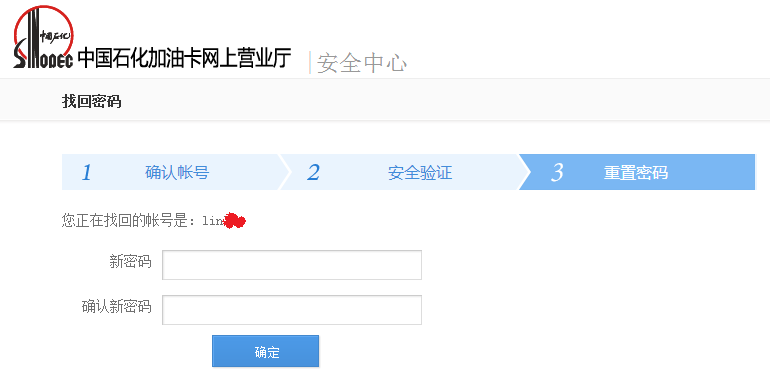 中国石化
SINOPEC
中国石化加油卡网上营业厅 安全中心
找回密码
1 确认帐号 2 安全验证 3 重置密码
您正在找回的帐号是：lin
新密码
确认新密码
确定